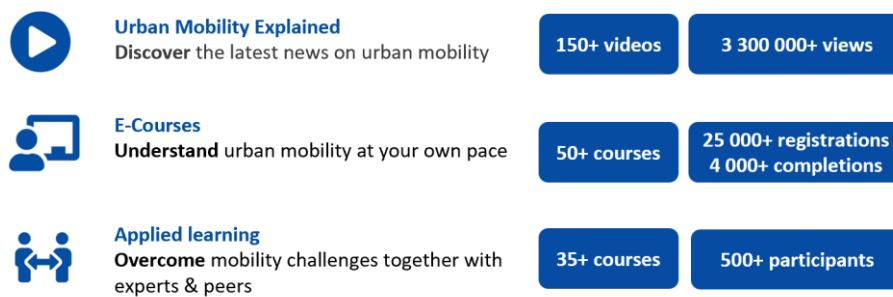 Urban Mobility Explained
Discover the latest news on urban mobility
150+ videos
3 300 000+ views
E-Courses
Understand urban mobility at your own pace
50+ courses
25 000+ registrations
4 000+ completions
Applied learning
Overcome mobility challenges together with
experts & peers
35+ courses
500+ participants